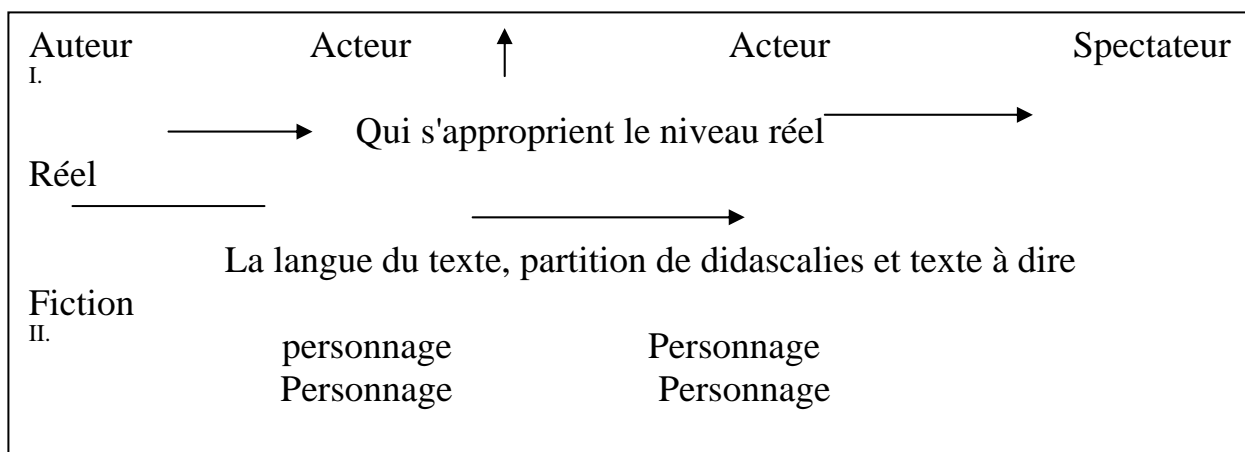 Auteur Acteur Acteur Spectateur
I.
Qui s'approprient le niveau réel
Réel
La langue du texte, partition de didascalies et texte à dire
Fiction
II.
personnage Personnage
Personnage Personnage